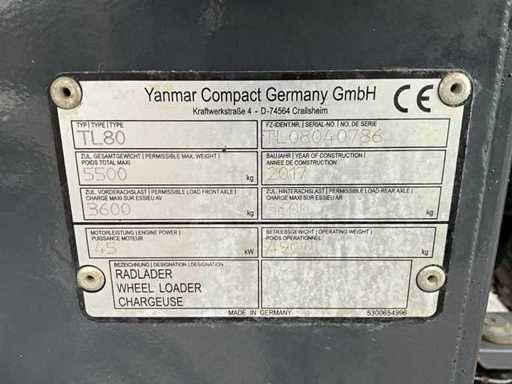 Yanmar Compact Germany GmbH
Kraftwerkstraße 4 - D-74564 Crailsheim
CE
TYP | TYPE | TYPE
TL80
FZ-IDENT.NR. | SERIAL-NO.: | NO. DE SERIE
TL08040786
ZUL. GESAMTGEWICHT | PERMISSIBLE MAX. WEIGHT |
POIDS TOTAL MAXI
5500 kg
BAUJAHR | YEAR OF CONSTRUCTION |
ANNEE DE CONSTRUCTION
2017
ZUL. VORDERACHSLAST | PERMISSIBLE LOAD FRONT AXLE |
CHARGE MAXI SUR ESSIEU AV
3600 kg
ZUL. HINTERACHSLAST | PERMISSIBLE LOAD REAR AXLE |
CHARGE MAXI SUR ESSIEU AR
kg
MOTORLEISTUNG | ENGINE POWER |
PUISSANCE MOTEUR
45 kW
BETRIEBSGEWICHT | OPERATING WEIGHT |
POIDS OPERATIONNEL
kg
BEZEICHNUNG | DESIGNATION | DESIGNATION
RADLADER
WHEEL LOADER
CHARGEUSE
MADE IN GERMANY
5300654996